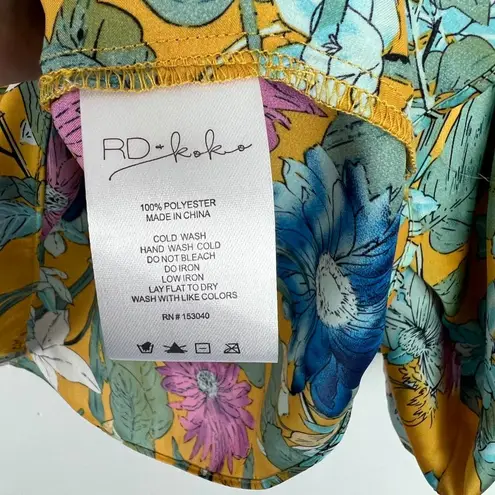 RD + koko
100% POLYESTER
MADE IN CHINA
COLD WASH
HAND WASH COLD
DO NOT BLEACH
DO IRON
LOW IRON
LAY FLAT TO DRY
WASH WITH LIKE COLORS
RN # 153040